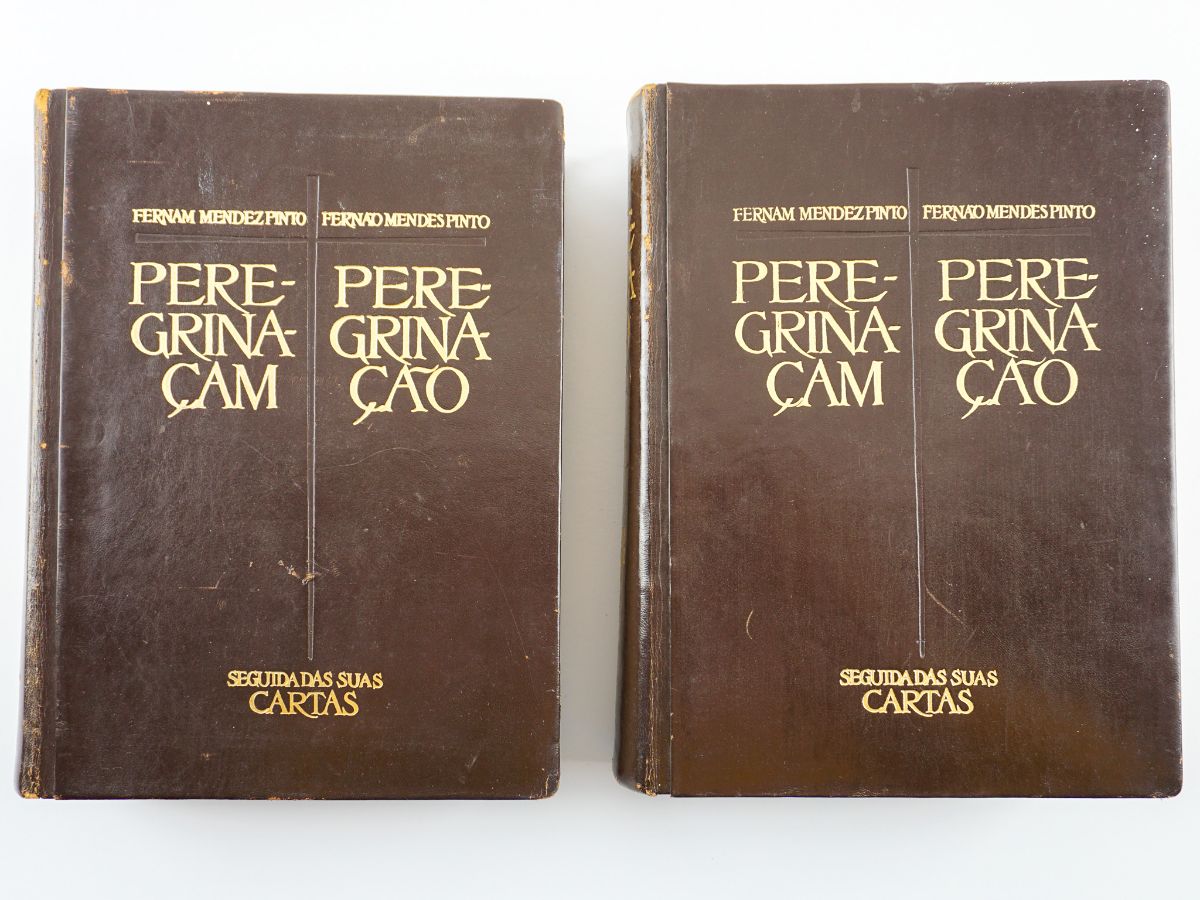 FERNAM MENDEZ PINTO
PERE-
GRINA-
ÇAM
FERNÃO MENDES PINTO
PERE-
GRINA-
ÇÃO
SEGUIDA DAS SUAS
CARTAS
FERNAM MENDEZ PINTO
PERE-
GRINA-
ÇAM
FERNÃO MENDES PINTO
PERE-
GRINA-
ÇÃO
SEGUIDA DAS SUAS
CARTAS